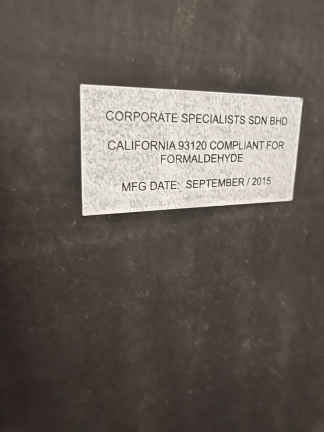 CORPORATE SPECIALISTS SDN BHD
CALIFORNIA 93120 COMPLIANT FOR
FORMALDEHYDE
MFG DATE: SEPTEMBER / 2015